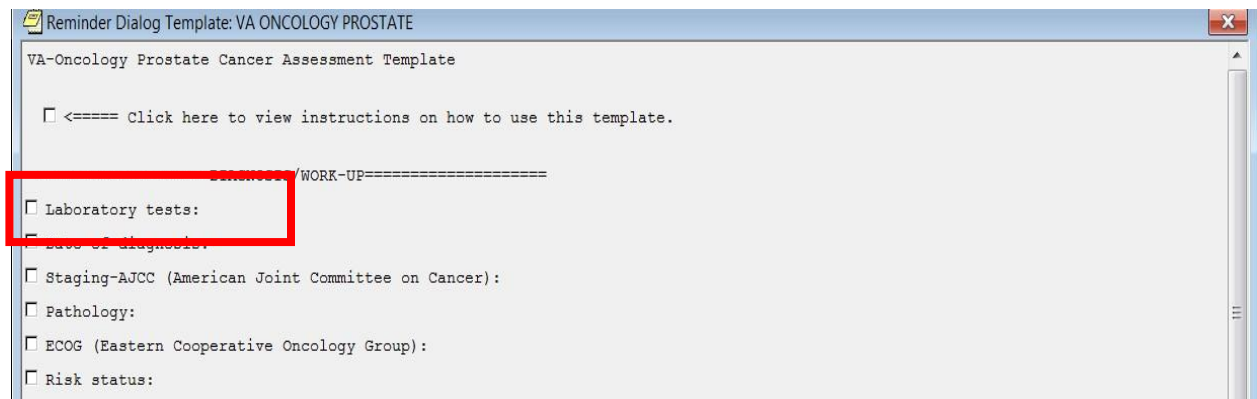 Reminder Dialog Template: VA ONCOLOGY PROSTATE
VA-Oncology Prostate Cancer Assessment Template
<===== Click here to view instructions on how to use this template.
/WORK-UP====================
Laboratory tests:
Staging-AJCC (American Joint Committee on Cancer):
Pathology:
ECOG (Eastern Cooperative Oncology Group):
Risk status: